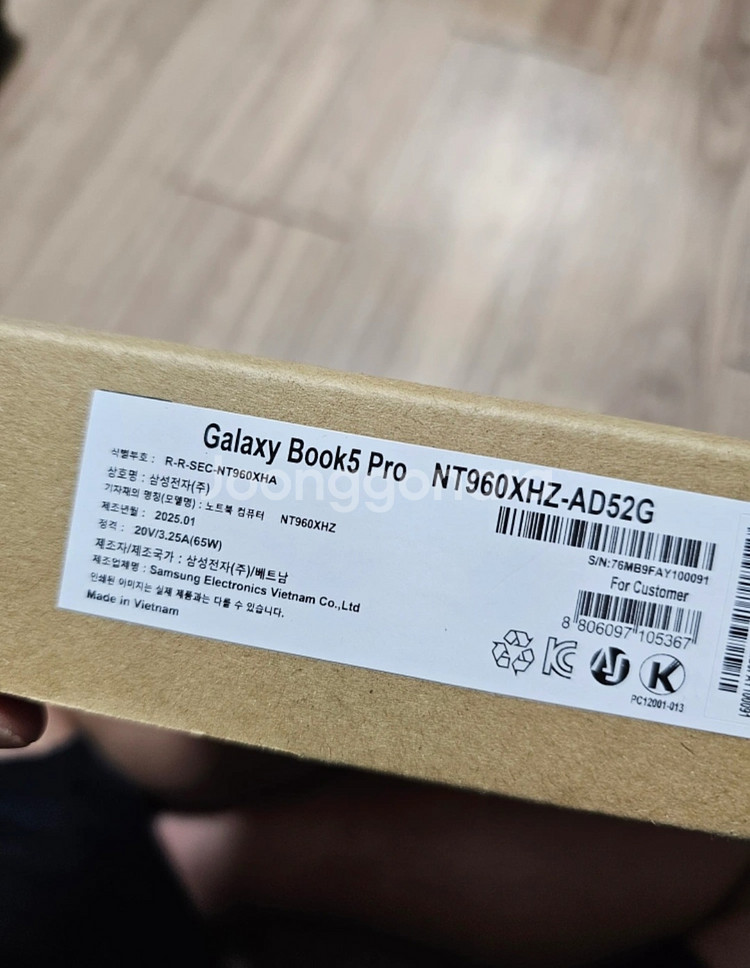 Galaxy Book5 Pro NT960XHZ-AD52G
식별부호 : R-R-SEC-NT960XHA
상호명 : 삼성전자(주)
기자재의 명칭(모델명) : 노트북 컴퓨터 NT960XHZ
제조년월 : 2025.01
정격 : 20V/3.25A(65W)
제조자/제조국가 : 삼성전자(주)/베트남
제조업체명 : Samsung Electronics Vietnam Co.,Ltd
인쇄된 이미지는 실제 제품과는 다를 수 있습니다.
Made in Vietnam
S/N:76MB9FAY100091
For Customer
8 806097 105367
PC12001-013
Joonggonara